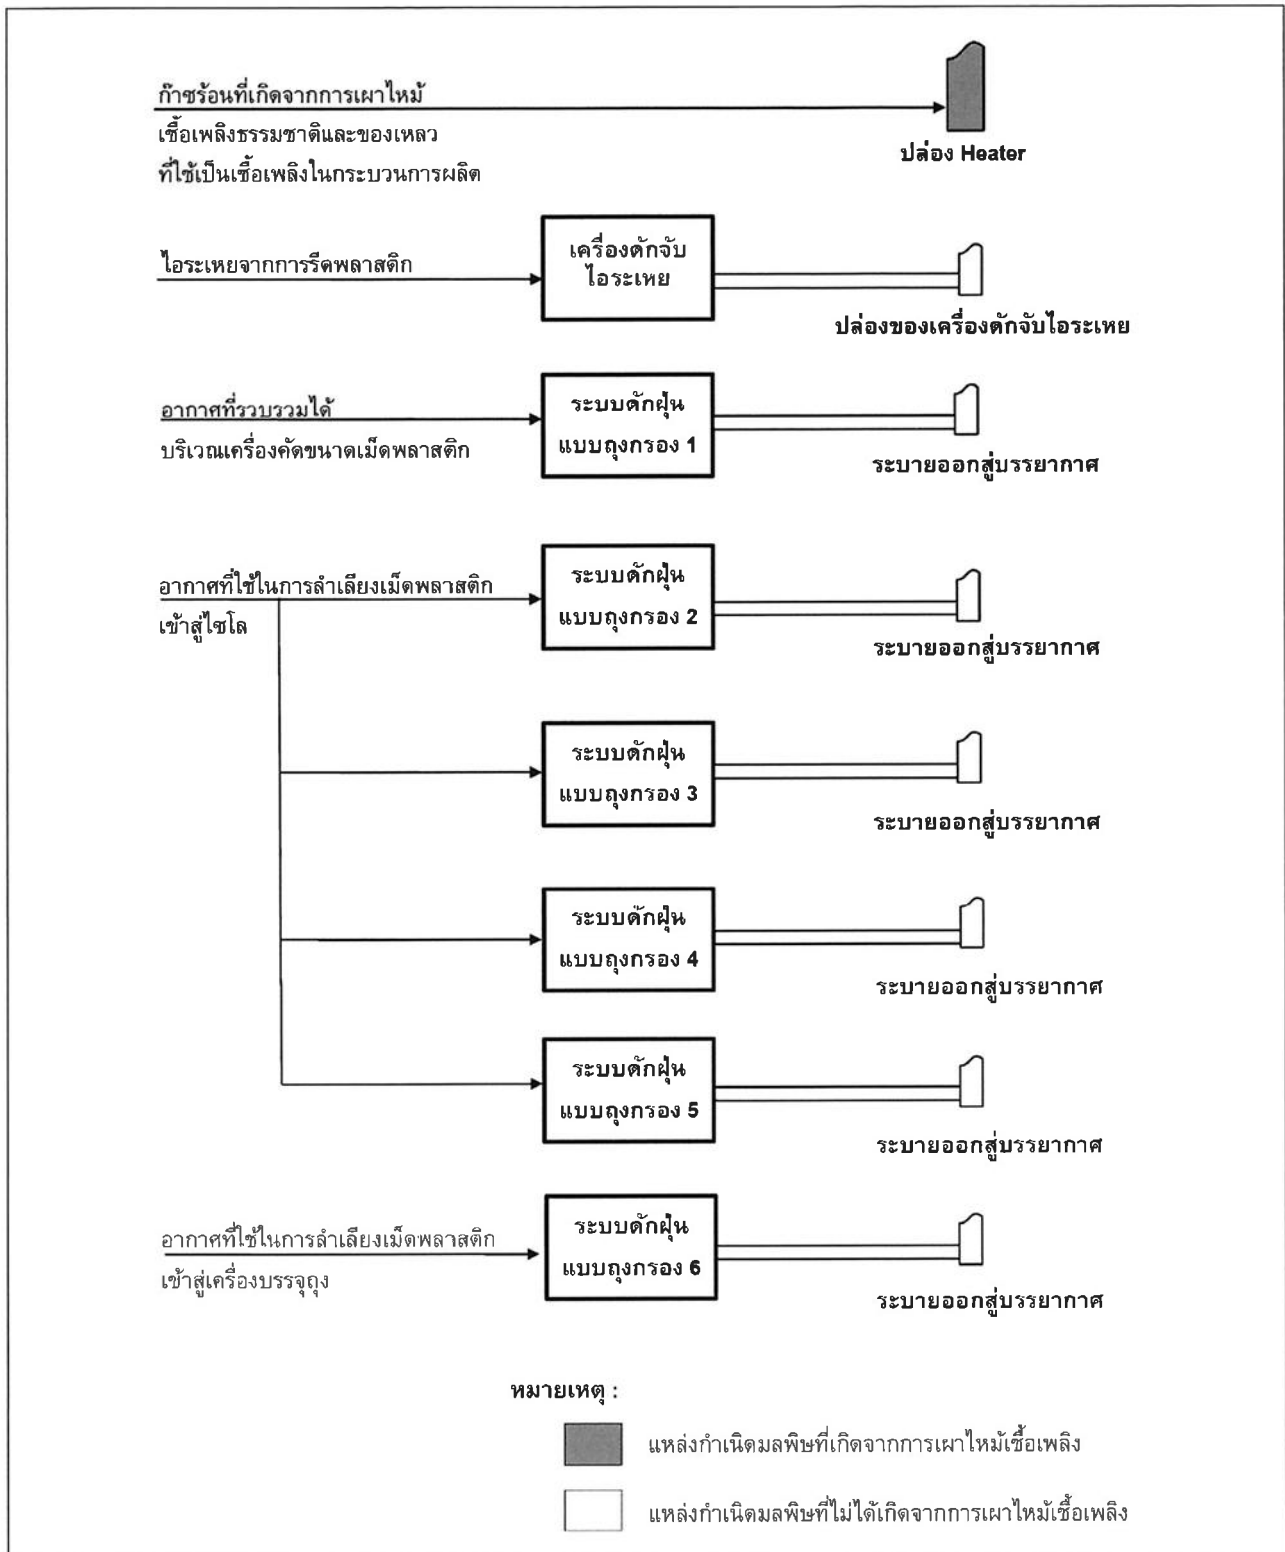 ก๊าซร้อนที่เกิดจากการเผาไหม้
เชื้อเพลิงธรรมชาติและของเหลว
ที่ใช้เป็นเชื้อเพลิงในกระบวนการผลิต
ปล่อง Heater
ไอระเหยจากการรีดพลาสติก
เครื่องดักจับ
ไอระเหย
ปล่องของเครื่องดักจับไอระเหย
อากาศที่รวบรวมได้
บริเวณเครื่องคัดขนาดเม็ดพลาสติก
ระบบดักฝุ่น
แบบถุงกรอง 1
ระบายออกสู่บรรยากาศ
อากาศที่ใช้ในการลำเลียงเม็ดพลาสติก
เข้าสู่ไซโล
ระบบดักฝุ่น
แบบถุงกรอง 2
ระบายออกสู่บรรยากาศ
ระบบดักฝุ่น
แบบถุงกรอง 3
ระบายออกสู่บรรยากาศ
ระบบดักฝุ่น
แบบถุงกรอง 4
ระบายออกสู่บรรยากาศ
ระบบดักฝุ่น
แบบถุงกรอง 5
ระบายออกสู่บรรยากาศ
อากาศที่ใช้ในการลำเลียงเม็ดพลาสติก
เข้าสู่เครื่องบรรจุถุง
ระบบดักฝุ่น
แบบถุงกรอง 6
ระบายออกสู่บรรยากาศ
หมายเหตุ :
แหล่งกำเนิดมลพิษที่เกิดจากการเผาไหม้เชื้อเพลิง
แหล่งกำเนิดมลพิษที่ไม่ได้เกิดจากการเผาไหม้เชื้อเพลิง